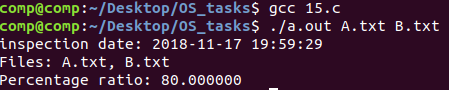 comp@comp:~/Desktop/OS_tasks$ gcc 15.c
comp@comp:~/Desktop/OS_tasks$ ./a.out A.txt B.txt
inspection date: 2018-11-17 19:59:29
Files: A.txt, B.txt
Percentage ratio: 80.000000